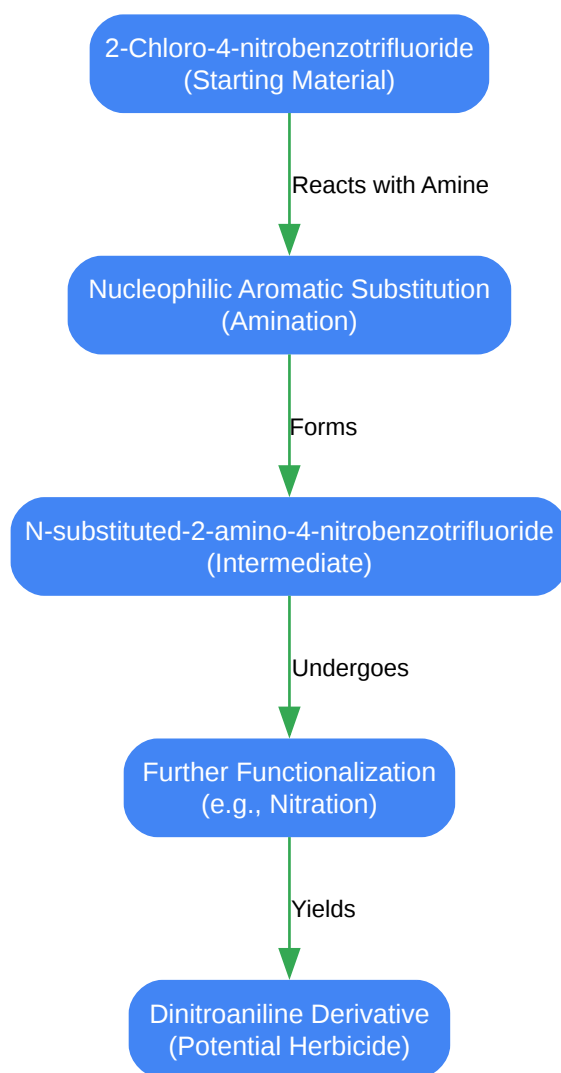 2-Chloro-4-nitrobenzotrifluoride
(Starting Material)
Reacts with Amine
Nucleophilic Aromatic Substitution
(Amination)
Forms
N-substituted-2-amino-4-nitrobenzotrifluoride
(Intermediate)
Undergoes
Further Functionalization
(e.g., Nitration)
Yields
Dinitroaniline Derivative
(Potential Herbicide)